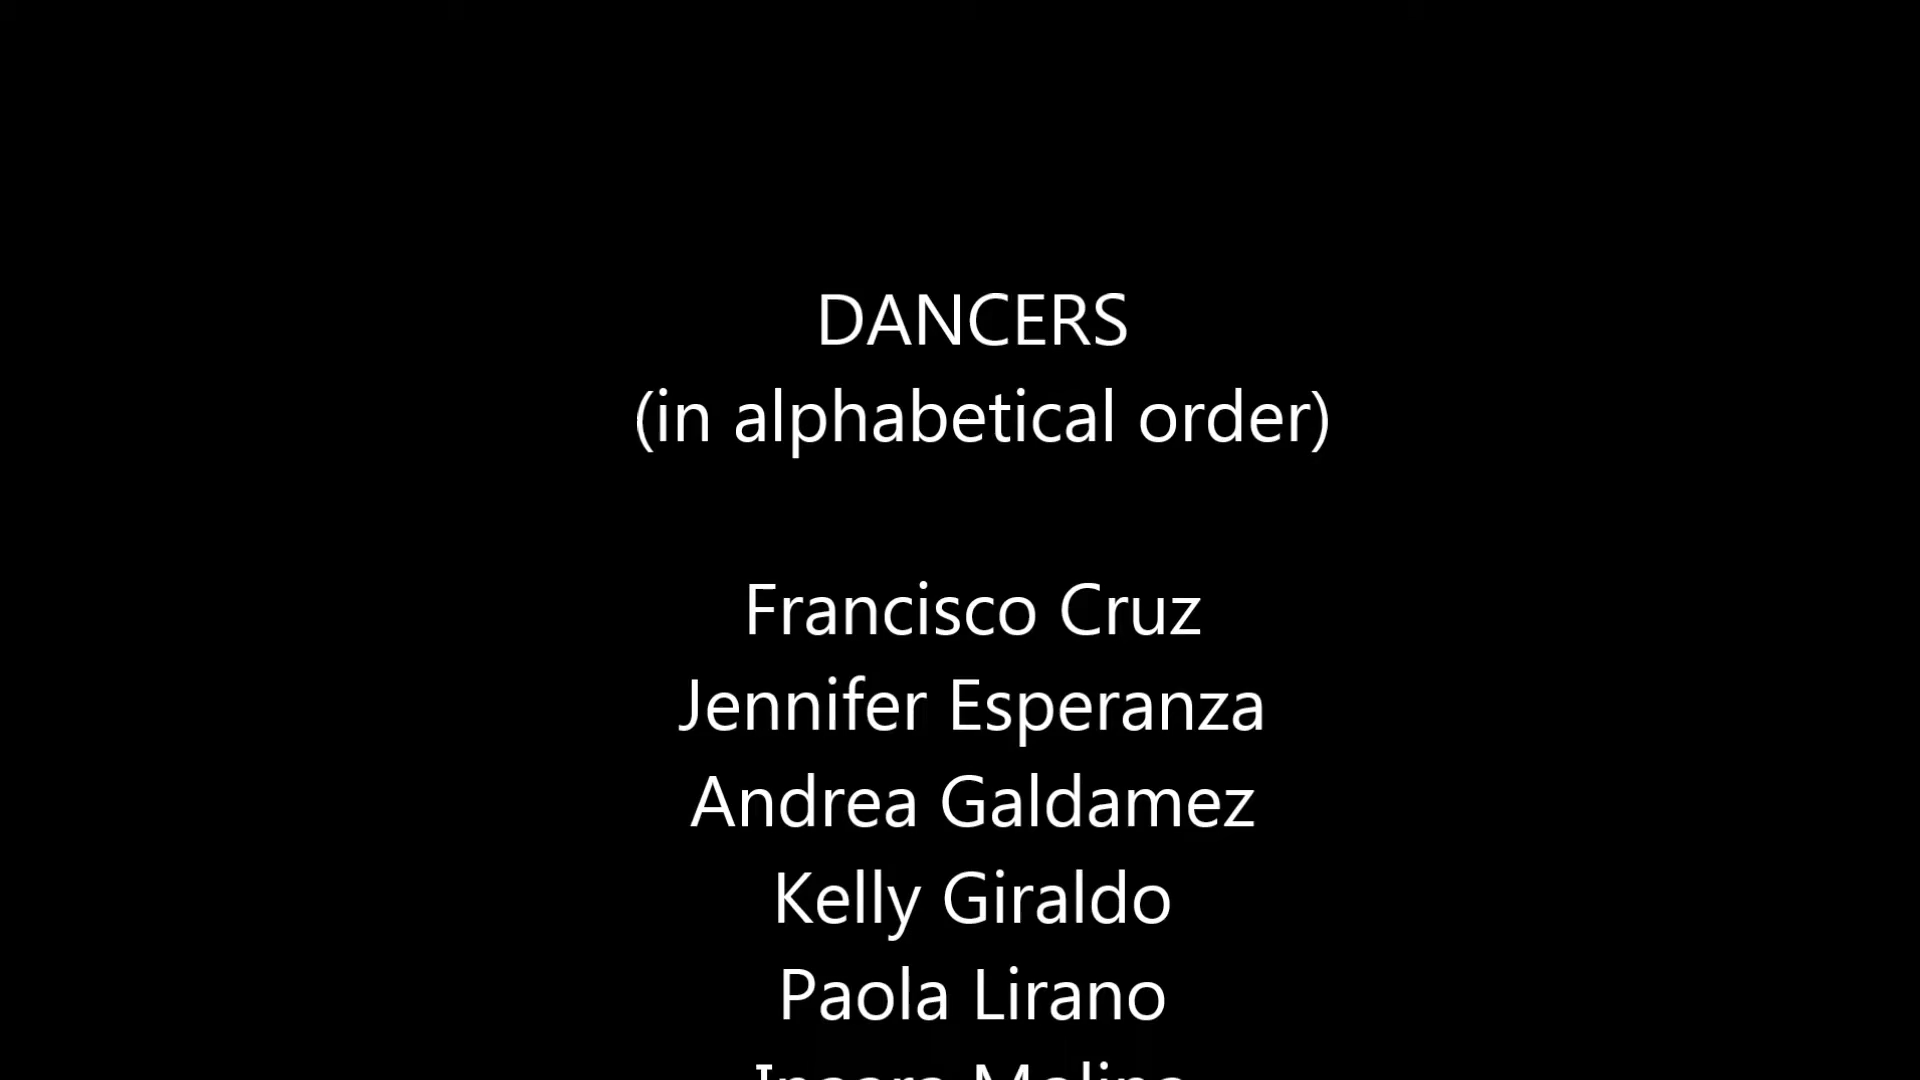 DANCERS
(in alphabetical order)
Francisco Cruz
Jennifer Esperanza
Andrea Galdamez
Kelly Giraldo
Paola Lirano